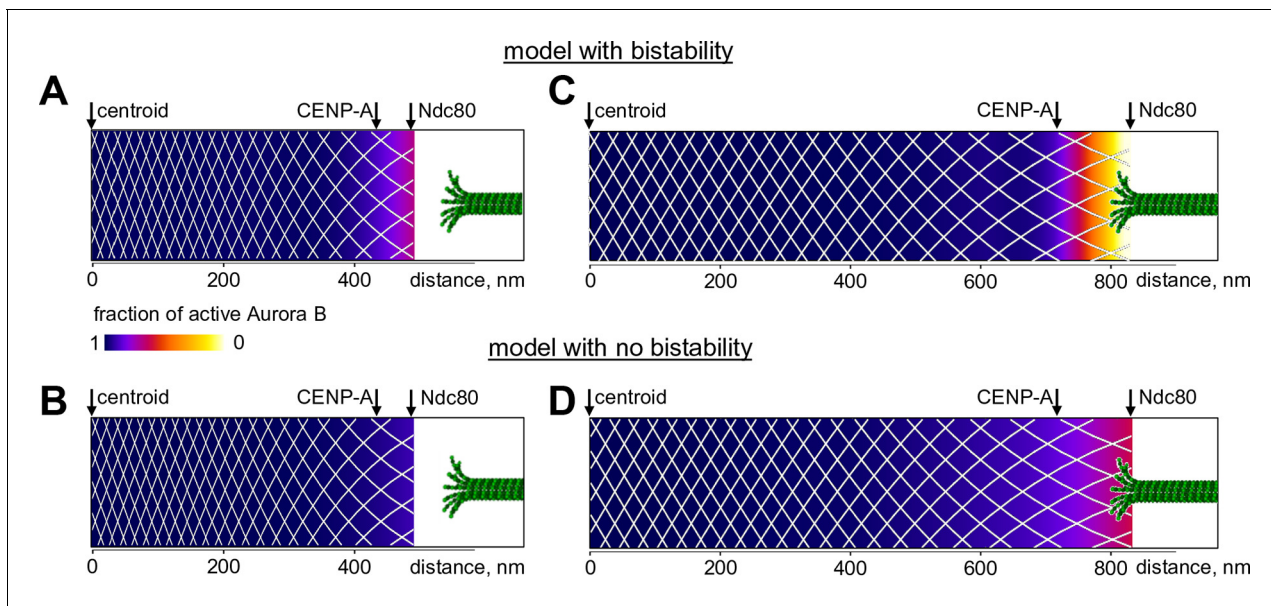 model with bistability
A
C
centroid
CENP-A
Ndc80
centroid
CENP-A
Ndc80
0
200
400
distance, nm
0
200
400
600
800
distance, nm
fraction of active Aurora B
1
0
model with no bistability
B
D
centroid
CENP-A
Ndc80
centroid
CENP-A
Ndc80
0
200
400
distance, nm
0
200
400
600
800
distance, nm